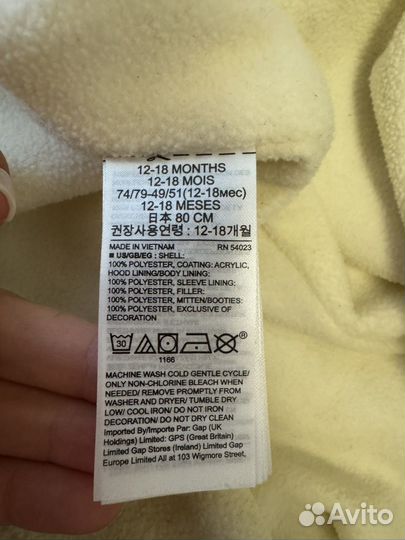 12-18 MONTHS
12-18 MOIS
74/79-49/51(12-18мес)
12-18 MESES
日本 80 CM
권장사용연령 : 12-18개월
MADE IN VIETNAM RN 54023
■ US/GB/EG : SHELL:
100% POLYESTER, COATING: ACRYLIC,
HOOD LINING/BODY LINING:
100% POLYESTER, SLEEVE LINING:
100% POLYESTER, FILLER:
100% POLYESTER, MITTEN/BOOTIES:
100% POLYESTER, EXCLUSIVE OF
DECORATION
30
1166
MACHINE WASH COLD GENTLE CYCLE/
ONLY NON-CHLORINE BLEACH WHEN
NEEDED/ REMOVE PROMPTLY FROM
WASHER AND DRYER/ TUMBLE DRY
LOW/ COOL IRON/ DO NOT IRON
DECORATION/ DO NOT DRY CLEAN
Imported By/Importe Par: Gap (UK
Holdings) Limited: GPS (Great Britain)
Limited Gap Stores (Ireland) Limited Gap
Europe Limited All at 103 Wigmore Street,
Avito